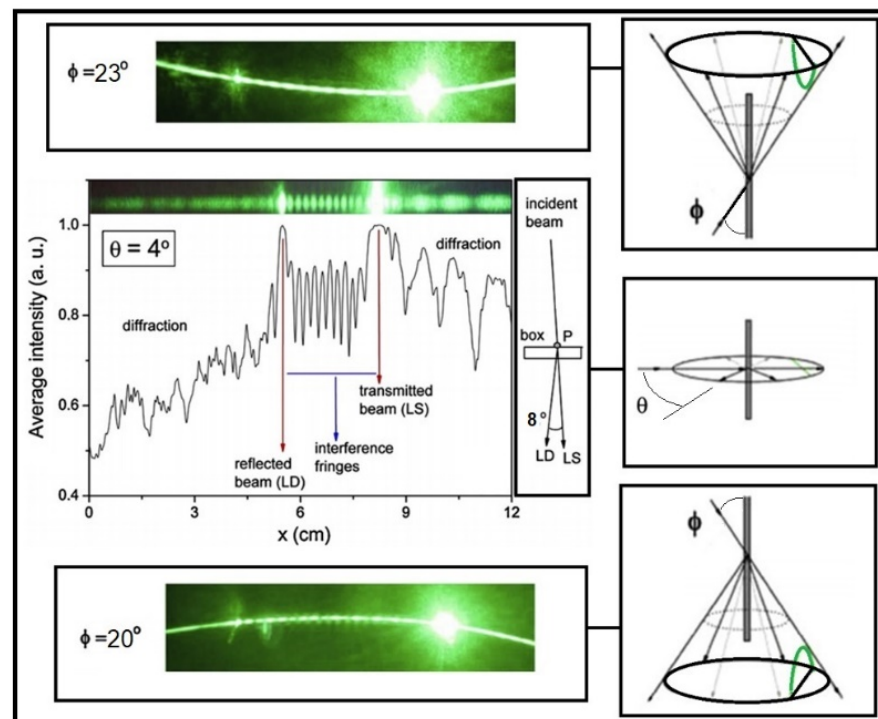 ϕ=23°
ϕ
Average intensity (a. u.)
1.0
0.8
0.6
0.4
θ = 4°
diffraction
diffraction
reflected
beam (LD)
interference
fringes
transmitted
beam (LS)
0
3
6
9
12
x (cm)
incident
beam
box
P
8°
LD
LS
θ
ϕ=20°
ϕ